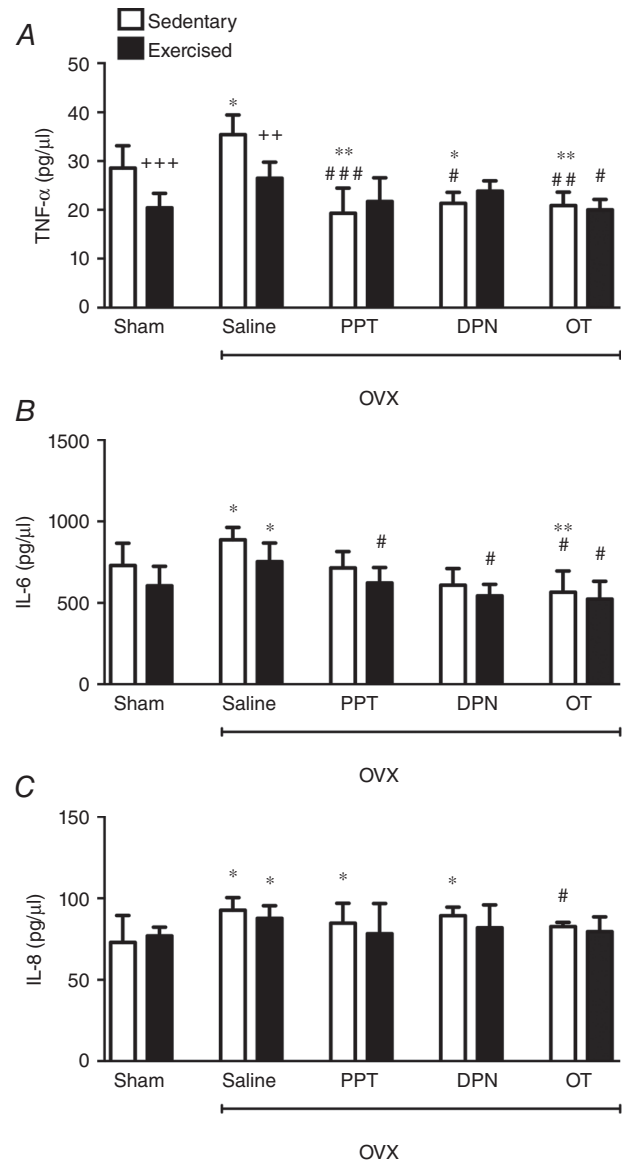 A
Sedentary
Exercised
TNF-α (pg/μl)
50
40
30
20
10
0
* ++ +++ ** ### * # ** ## #
Sham Saline PPT DPN OT
OVX
B
IL-6 (pg/μl)
1500
1000
500
0
* * # # ** # #
Sham Saline PPT DPN OT
OVX
C
IL-8 (pg/μl)
150
100
50
0
* * * * #
Sham Saline PPT DPN OT
OVX